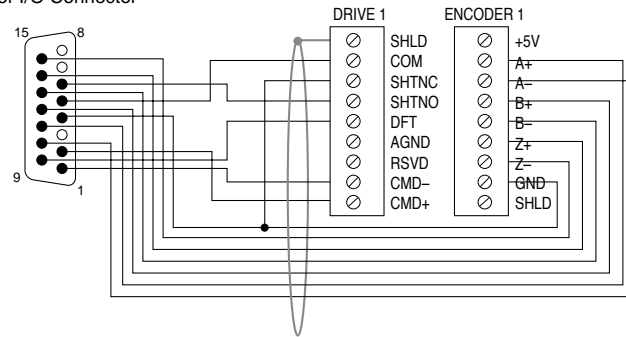 DRIVE 1
ENCODER 1
15
8
9
1
SHLD
COM
SHTNC
SHTNO
DFT
AGND
RSVD
CMD–
CMD+
+5V
A+
A–
B+
B–
Z+
Z–
GND
SHLD